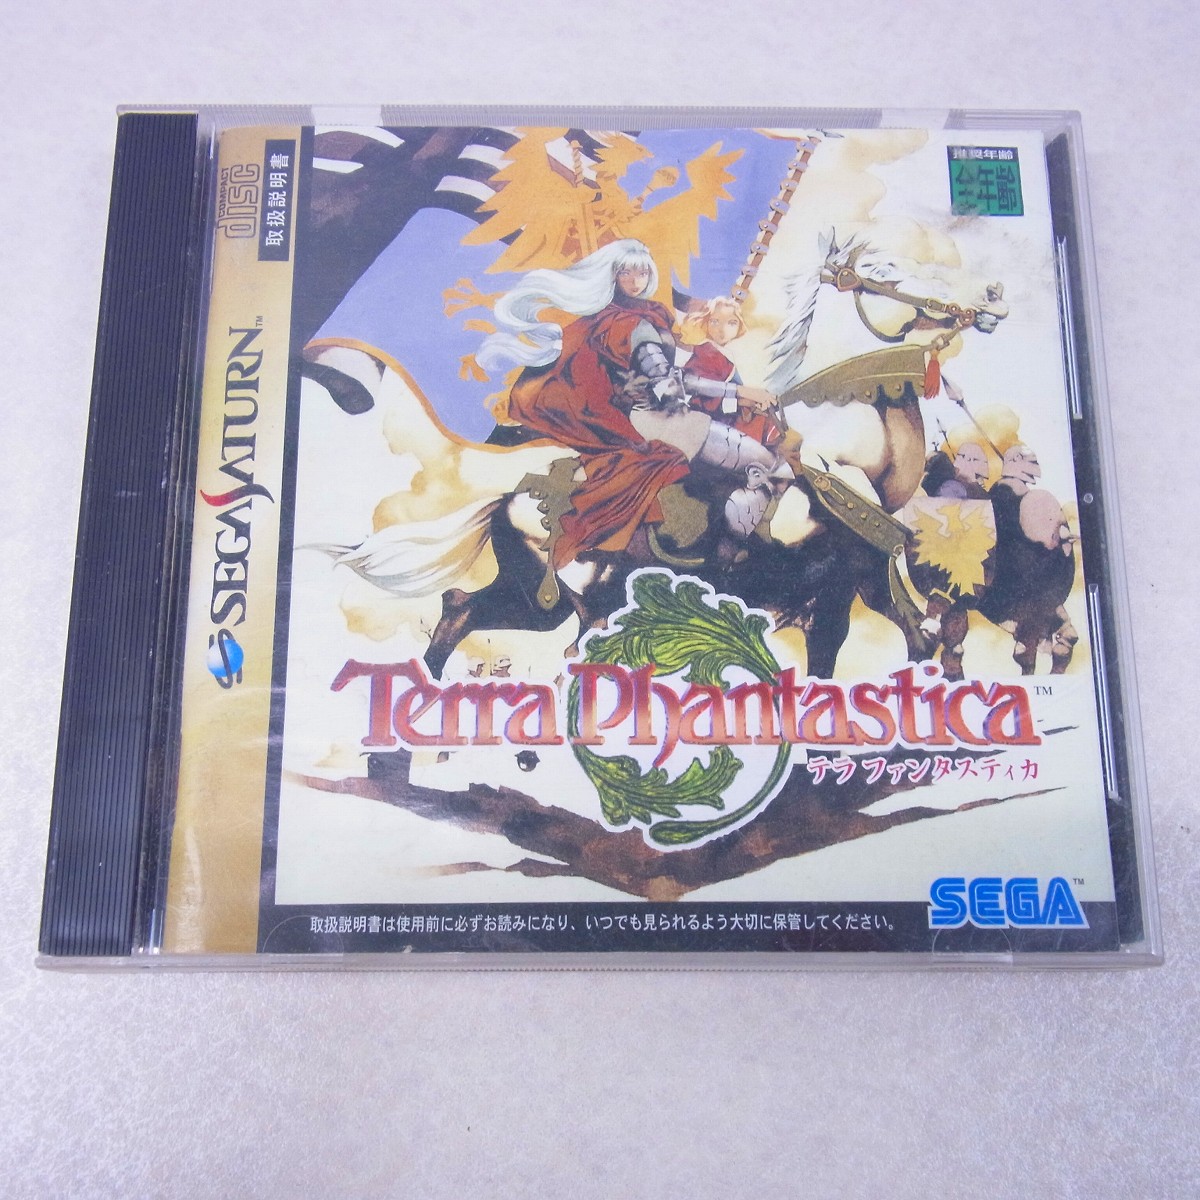 COMPACT
disc
取扱説明書
SEGA SATURN™
推奨年齢
全年齢
Terra Phantastica™
テラ ファンタスティカ
SEGA™
取扱説明書は使用前に必ずお読みになり、いつでも見られるよう大切に保管してください。